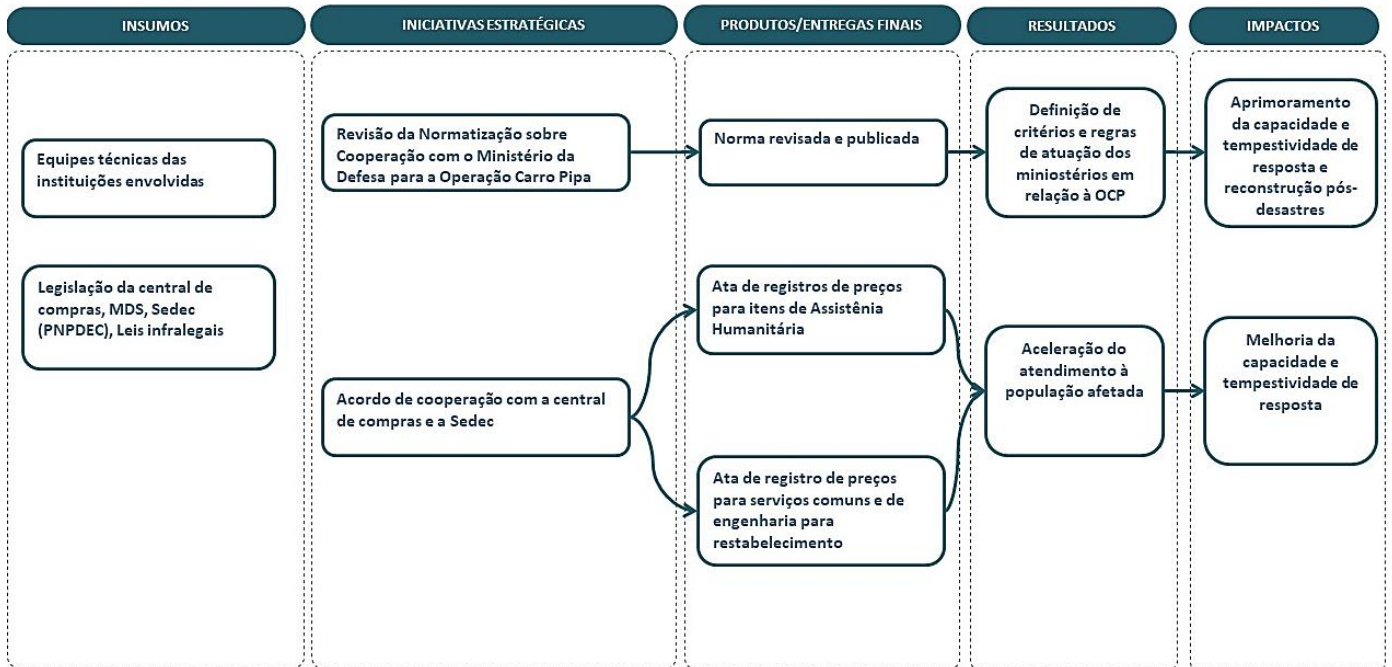 INSUMOS
INICIATIVAS ESTRATÉGICAS
PRODUTOS/ENTREGAS FINAIS
RESULTADOS
IMPACTOS
Equipes técnicas das
instituições envolvidas
Legislação da central de
compras, MDS, Sedec
(PNPDEC), Leis infralegais
Revisão da Normatização sobre
Cooperação com o Ministério da
Defesa para a Operação Carro Pipa
Acordo de cooperação com a central
de compras e a Sedec
Norma revisada e publicada
Ata de registros de preços
para itens de Assistênia
Humanitária
Ata de registro de preços
para serviços comuns e de
engenharia para
restabelecimento
Definição de
critérios e regras
de atuação dos
miniostérios em
relação à OCP
Aceleração do
atendimento à
população afetada
Aprimoramento
da capacidade e
tempestividade de
resposta e
reconstrução pós-
desastres
Melhoria da
capacidade e
tempestividade de
resposta